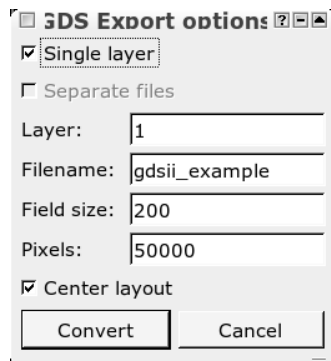 GDS Export options
Single layer
Separate files
Layer: 1
Filename: gdsii_example
Field size: 200
Pixels: 50000
Center layout
Convert Cancel